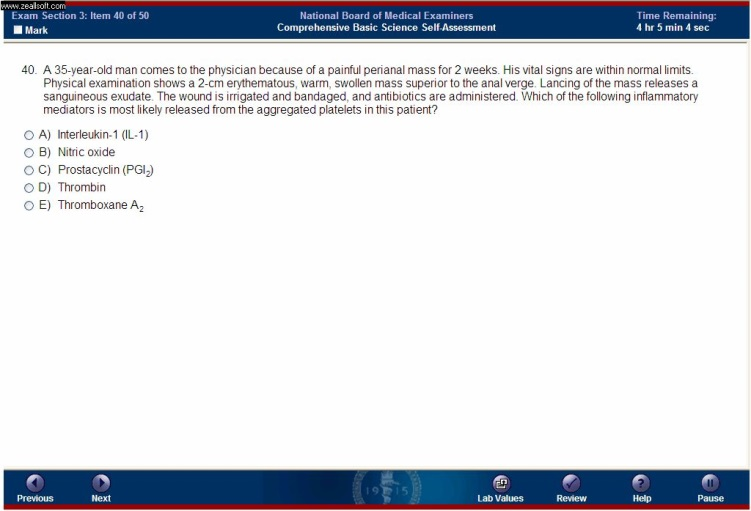 www.zeallsoft.com
Exam Section 3: Item 40 of 50
National Board of Medical Examiners
Time Remaining:
Mark
Comprehensive Basic Science Self-Assessment
4 hr 5 min 4 sec
40. A 35-year-old man comes to the physician because of a painful perianal mass for 2 weeks. His vital signs are within normal limits.
Physical examination shows a 2-cm erythematous, warm, swollen mass superior to the anal verge. Lancing of the mass releases a
sanguineous exudate. The wound is irrigated and bandaged, and antibiotics are administered. Which of the following inflammatory
mediators is most likely released from the aggregated platelets in this patient?
A) Interleukin-1 (IL-1)
B) Nitric oxide
C) Prostacyclin (PGI₂)
D) Thrombin
E) Thromboxane A₂
1915
Previous
Next
Lab Values
Review
Help
Pause